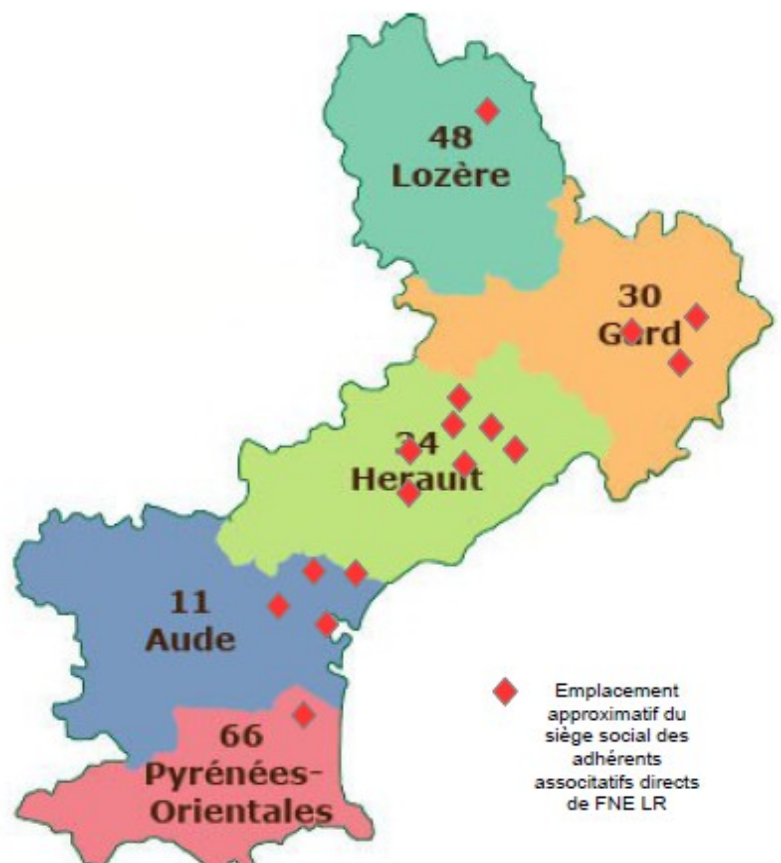 48
Lozère
30
Gard
34
Herault
11
Aude
66
Pyrénées-
Orientales
Emplacement
approximatif du
siège social des
adhérents
associtatifs directs
de FNE LR